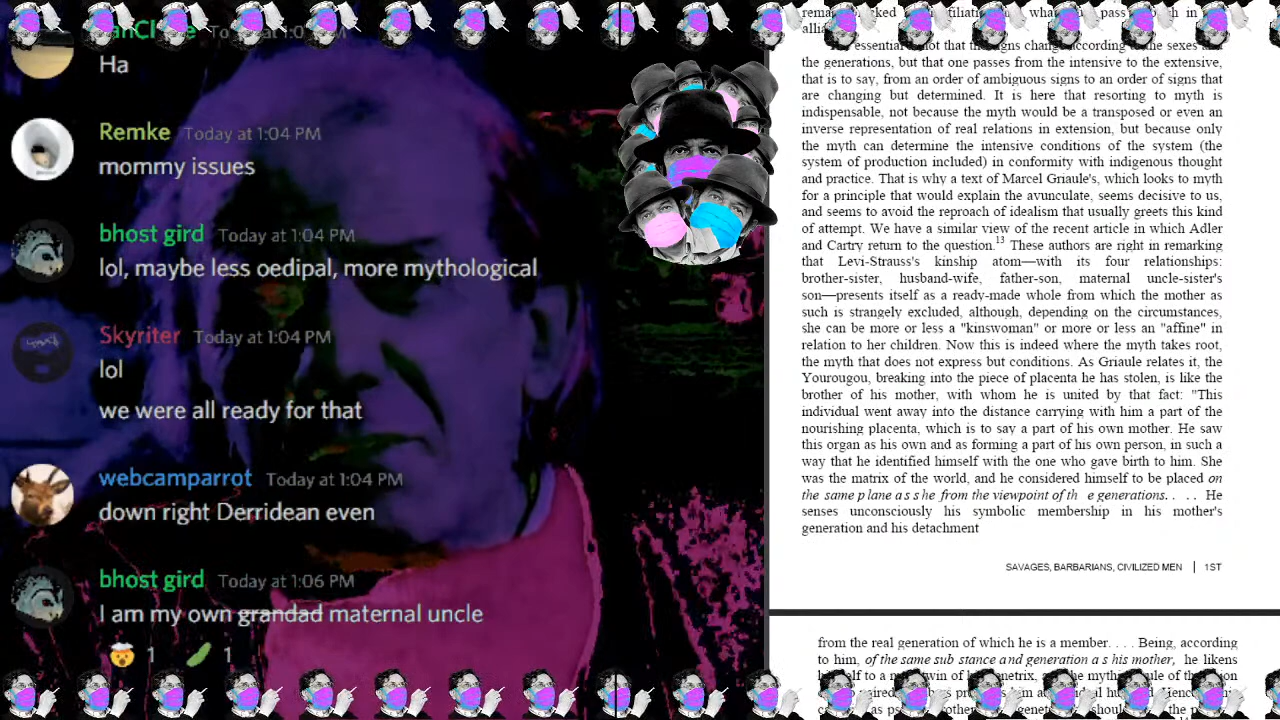 Ha
Remke Today at 1:04 PM
mommy issues
bhost gird Today at 1:04 PM
lol, maybe less oedipal, more mythological
Skyriter Today at 1:04 PM
lol
we were all ready for that
webcamparrot Today at 1:04 PM
down right Derridean even
bhost gird Today at 1:06 PM
I am my own grandad maternal uncle
1 1
essential not that changes according the sexes
the generations, but that one passes from the intensive to the extensive,
that is to say, from an order of ambiguous signs to an order of signs that
are changing but determined. It is here that resorting to myth is
indispensable, not because the myth would be a transposed or even an
inverse representation of real relations in extension, but because only
the myth can determine the intensive conditions of the system (the
system of production included) in conformity with indigenous thought
and practice. That is why a text of Marcel Griaule's, which looks to myth
for a principle that would explain the avunculate, seems decisive to us,
and seems to avoid the reproach of idealism that usually greets this kind
of attempt. We have a similar view of the recent article in which Adler
and Cartry return to the question.13 These authors are right in remarking
that Levi-Strauss's kinship atom—with its four relationships:
brother-sister, husband-wife, father-son, maternal uncle-sister's
son—presents itself as a ready-made whole from which the mother as
such is strangely excluded, although, depending on the circumstances,
she can be more or less a "kinswoman" or more or less an "affine" in
relation to her children. Now this is indeed where the myth takes root,
the myth that does not express but conditions. As Griaule relates it, the
Yourougou, breaking into the piece of placenta he has stolen, is like the
brother of his mother, with whom he is united by that fact: "This
individual went away into the distance carrying with him a part of the
nourishing placenta, which is to say a part of his own mother. He saw
this organ as his own and as forming a part of his own person, in such a
way that he identified himself with the one who gave birth to him. She
was the matrix of the world, and he considered himself to be placed on
the same p lane a s s he from the viewpoint of th e generations. . . . He
senses unconsciously his symbolic membership in his mother's
generation and his detachment
SAVAGES, BARBARIANS, CIVILIZED MEN | 1ST
from the real generation of which he is a member. . . . Being, according
to him, of the same sub stance and generation a s his mother, he likens